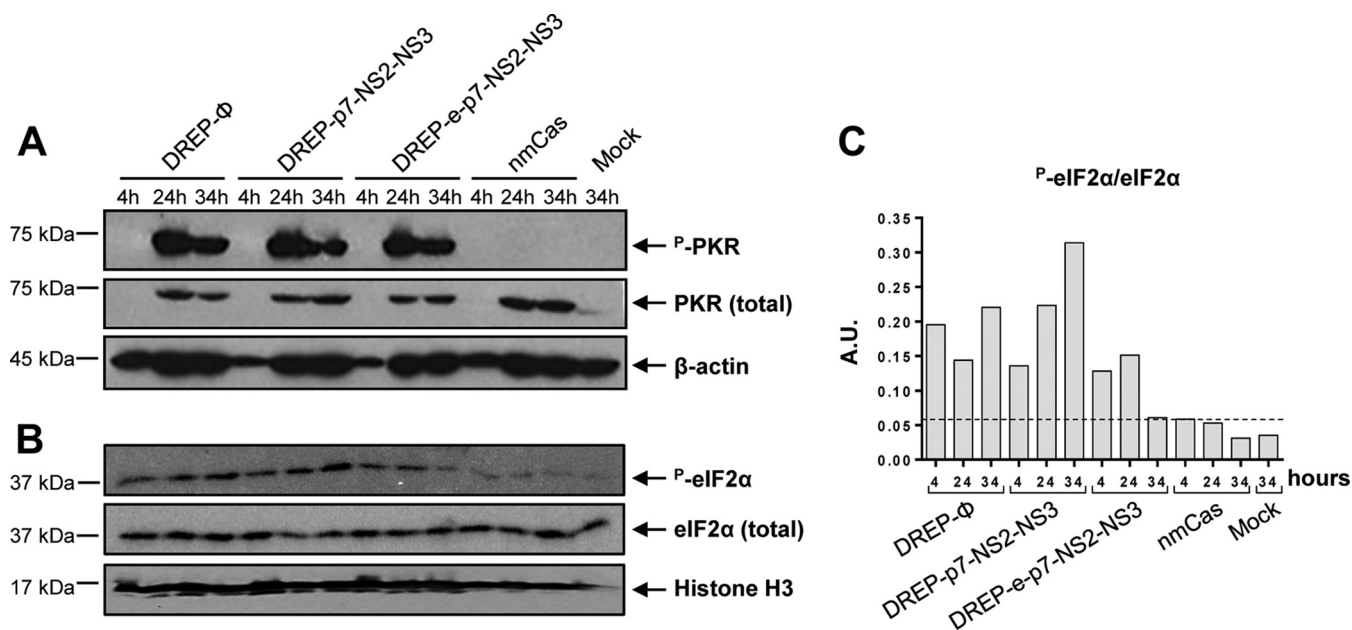 A
DREP-Φ
DREP-p7-NS2-NS3
DREP-e-p7-NS2-NS3
nmCas
Mock
4h 24h 34h 4h 24h 34h 4h 24h 34h 4h 24h 34h 34h
75 kDa
P-PKR
75 kDa
PKR (total)
45 kDa
β-actin
B
37 kDa
P-eIF2α
37 kDa
eIF2α (total)
17 kDa
Histone H3
C
P-eIF2α/eIF2α
A.U.
0.35
0.30
0.25
0.20
0.15
0.10
0.05
0.00
4 24 34 4 24 34 4 24 34 4 24 34 34 hours
DREP-Φ
DREP-p7-NS2-NS3
DREP-e-p7-NS2-NS3
nmCas
Mock